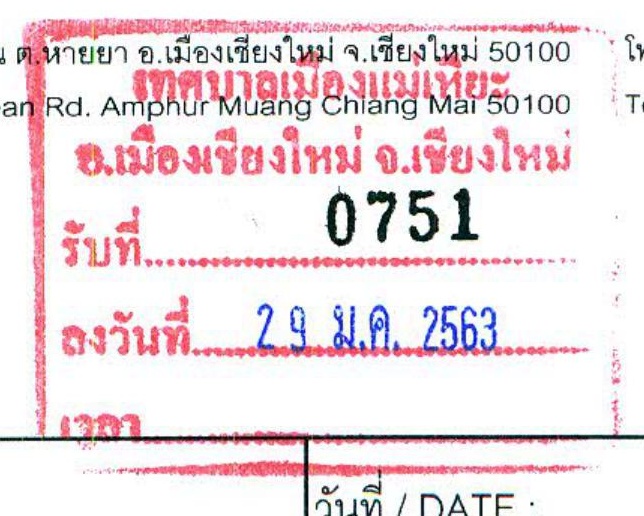 น ต.หายยา อ.เมืองเชียงใหม่ จ.เชียงใหม่ 50100
เทศบาลเมืองแม่เหียะ
Rd. Amphur Muang Chiang Mai 50100
อ.เมืองเชียงใหม่ จ.เชียงใหม่
รับที่ 0751
ลงวันที่ 29 ม.ค. 2563
เวลา
วันที่ / DATE :